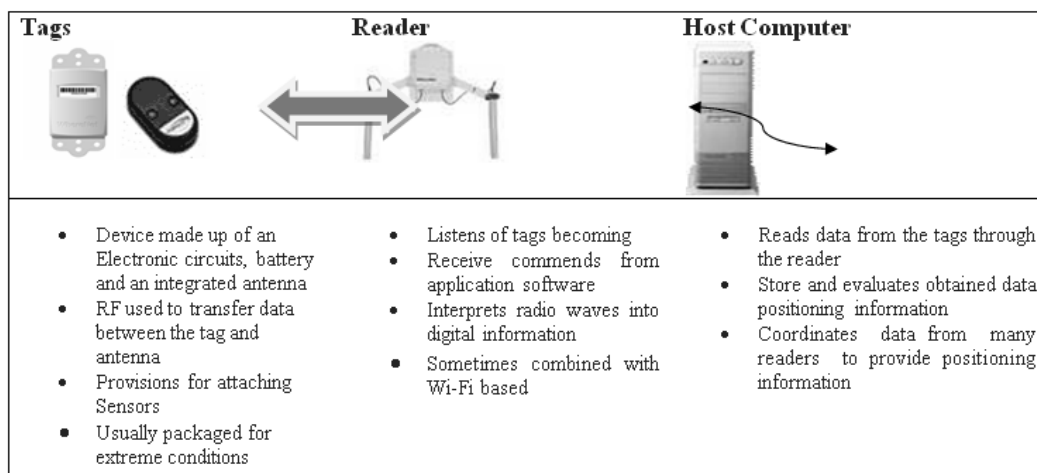 Tags
Reader
Host Computer
• Device made up of an
Electronic circuits, battery
and an integrated antenna
• RF used to transfer data
between the tag and
antenna
• Provisions for attaching
Sensors
• Usually packaged for
extreme conditions
• Listens of tags becoming
• Receive commends from
application software
• Interprets radio waves into
digital information
• Sometimes combined with
Wi-Fi based
• Reads data from the tags through
the reader
• Store and evaluates obtained data
positioning information
• Coordinates data from many
readers to provide positioning
information